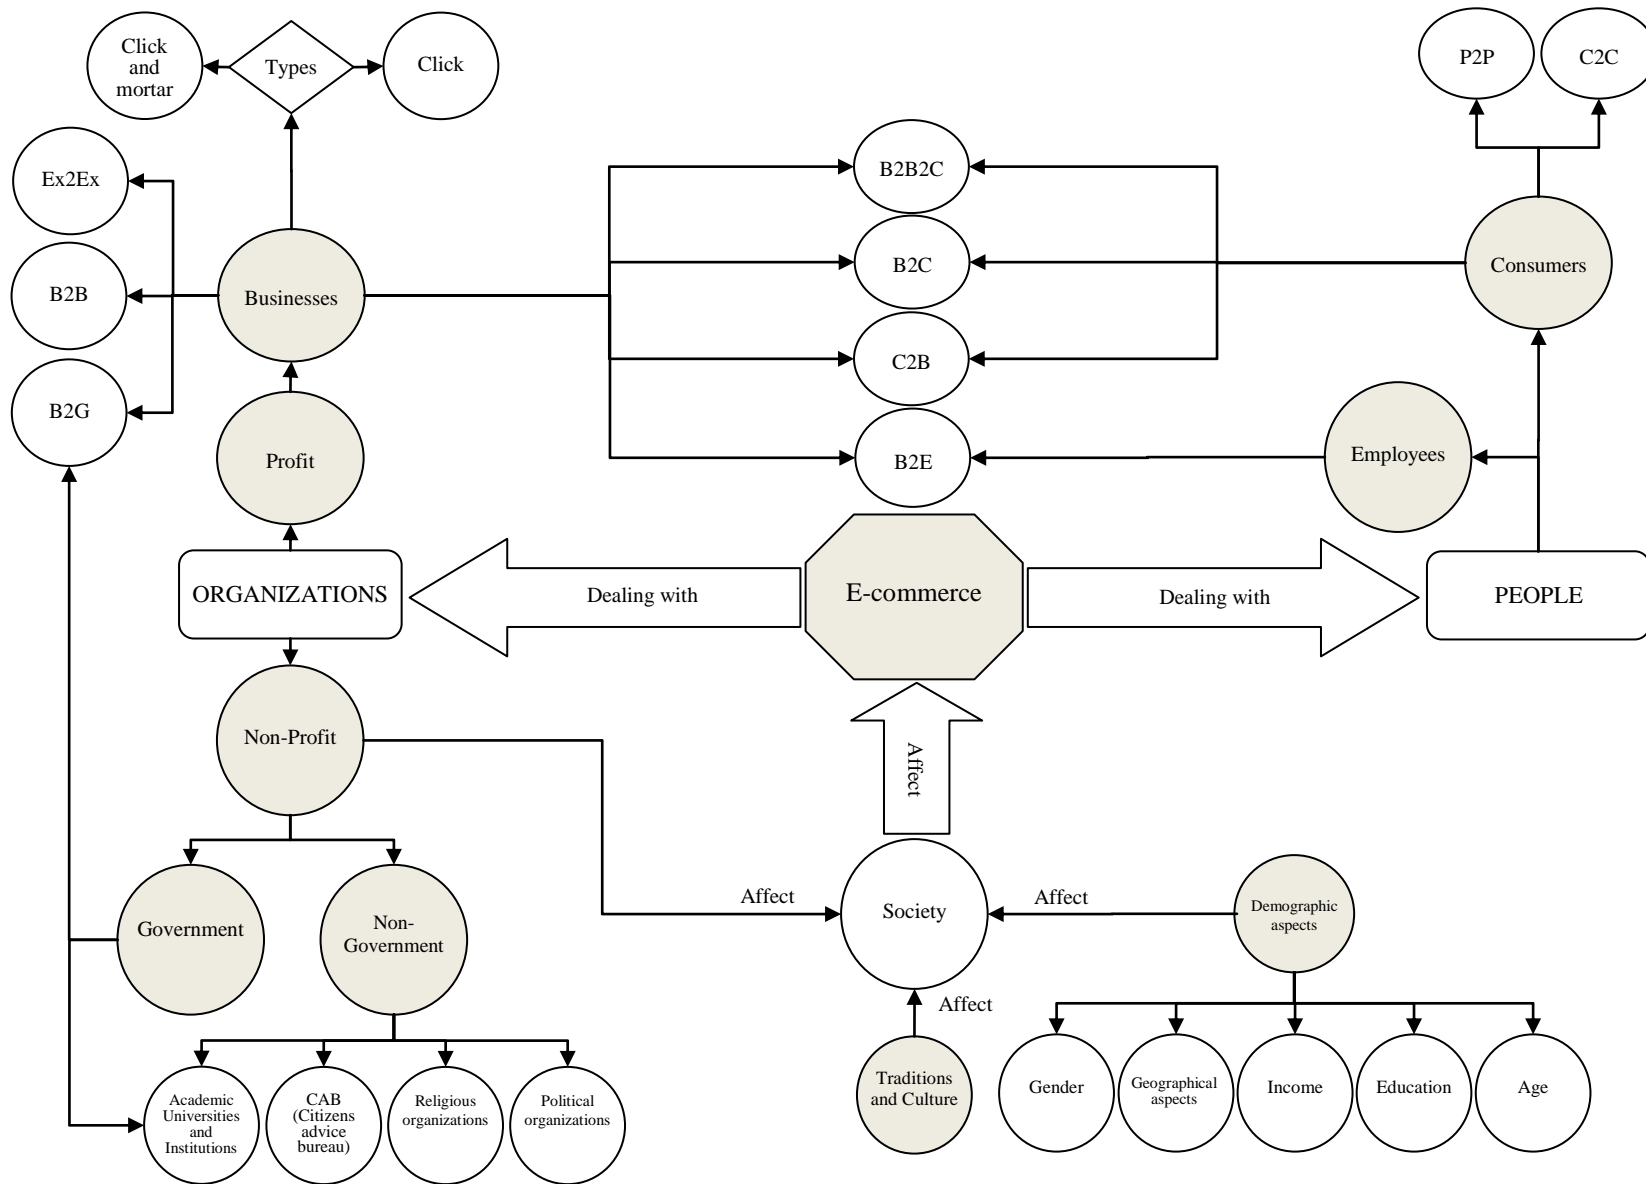 Click
and
mortar
Types
Click
P2P
C2C
Ex2Ex
B2B2C
B2B
Businesses
B2C
Consumers
C2B
B2G
Profit
B2E
Employees
ORGANIZATIONS
Dealing with
E-commerce
Dealing with
PEOPLE
Non-Profit
Affect
Government
Non-
Government
Affect
Society
Affect
Demographic
aspects
Affect
Academic
Universities
and
Institutions
CAB
(Citizens
advice
bureau)
Religious
organizations
Political
organizations
Traditions
and Culture
Gender
Geographical
aspects
Income
Education
Age